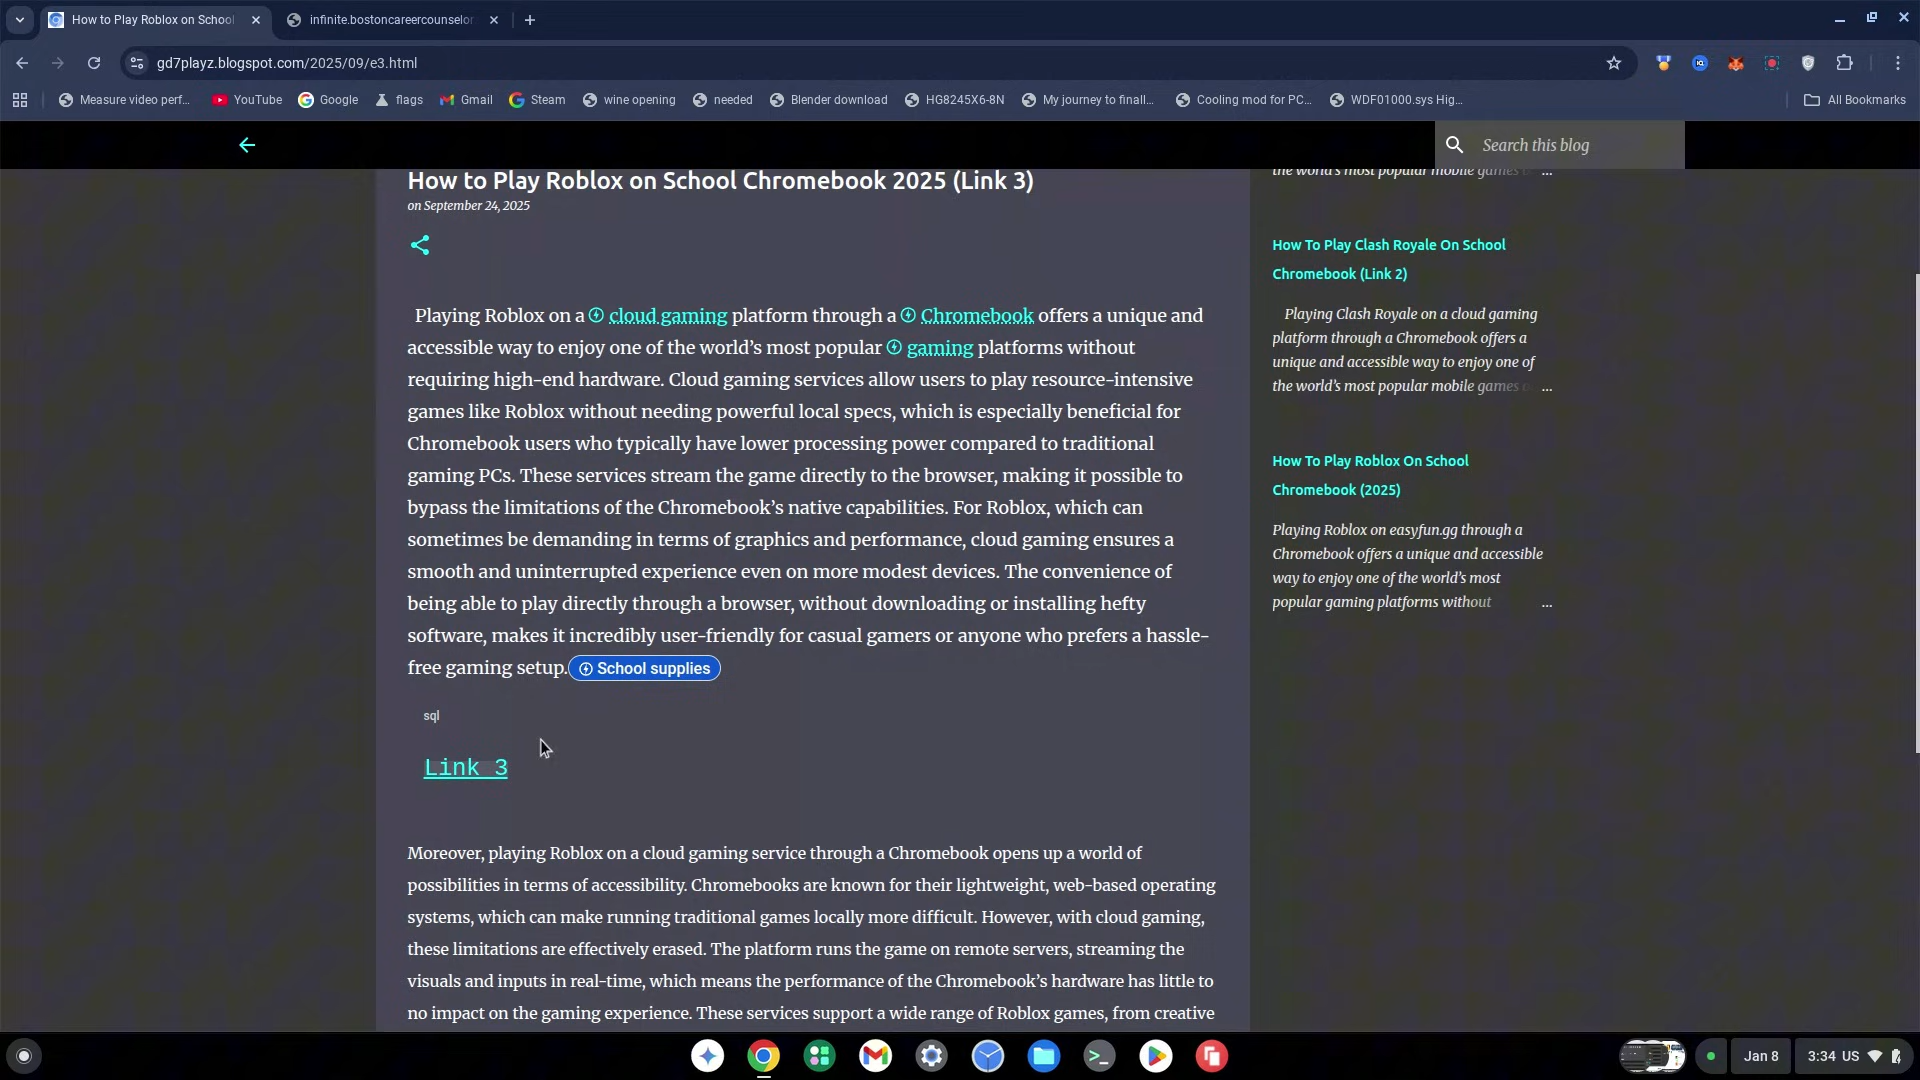 How to Play Roblox on School
infinite.bostoncareercounselor
gd7playz.blogspot.com/2025/09/e3.html
Measure video perf...
YouTube
Google
flags
Gmail
Steam
wine opening
needed
Blender download
HG8245X6-8N
My journey to finall...
Cooling mod for PC...
WDF01000.sys Hig...
All Bookmarks
Search this blog
How to Play Roblox on School Chromebook 2025 (Link 3)
on September 24, 2025
Playing Roblox on a cloud gaming platform through a Chromebook offers a unique and
accessible way to enjoy one of the world's most popular gaming platforms without
requiring high-end hardware. Cloud gaming services allow users to play resource-intensive
games like Roblox without needing powerful local specs, which is especially beneficial for
Chromebook users who typically have lower processing power compared to traditional
gaming PCs. These services stream the game directly to the browser, making it possible to
bypass the limitations of the Chromebook's native capabilities. For Roblox, which can
sometimes be demanding in terms of graphics and performance, cloud gaming ensures a
smooth and uninterrupted experience even on more modest devices. The convenience of
being able to play directly through a browser, without downloading or installing hefty
software, makes it incredibly user-friendly for casual gamers or anyone who prefers a hassle-
free gaming setup. School supplies
sql
Link 3
Moreover, playing Roblox on a cloud gaming service through a Chromebook opens up a world of
possibilities in terms of accessibility. Chromebooks are known for their lightweight, web-based operating
systems, which can make running traditional games locally more difficult. However, with cloud gaming,
these limitations are effectively erased. The platform runs the game on remote servers, streaming the
visuals and inputs in real-time, which means the performance of the Chromebook's hardware has little to
no impact on the gaming experience. These services support a wide range of Roblox games, from creative
the world's most popular mobile games o ...
How To Play Clash Royale On School
Chromebook (Link 2)
Playing Clash Royale on a cloud gaming
platform through a Chromebook offers a
unique and accessible way to enjoy one of
the world's most popular mobile games o ...
How To Play Roblox On School
Chromebook (2025)
Playing Roblox on easyfun.gg through a
Chromebook offers a unique and accessible
way to enjoy one of the world's most
popular gaming platforms without ...
Jan 8
3:34 US